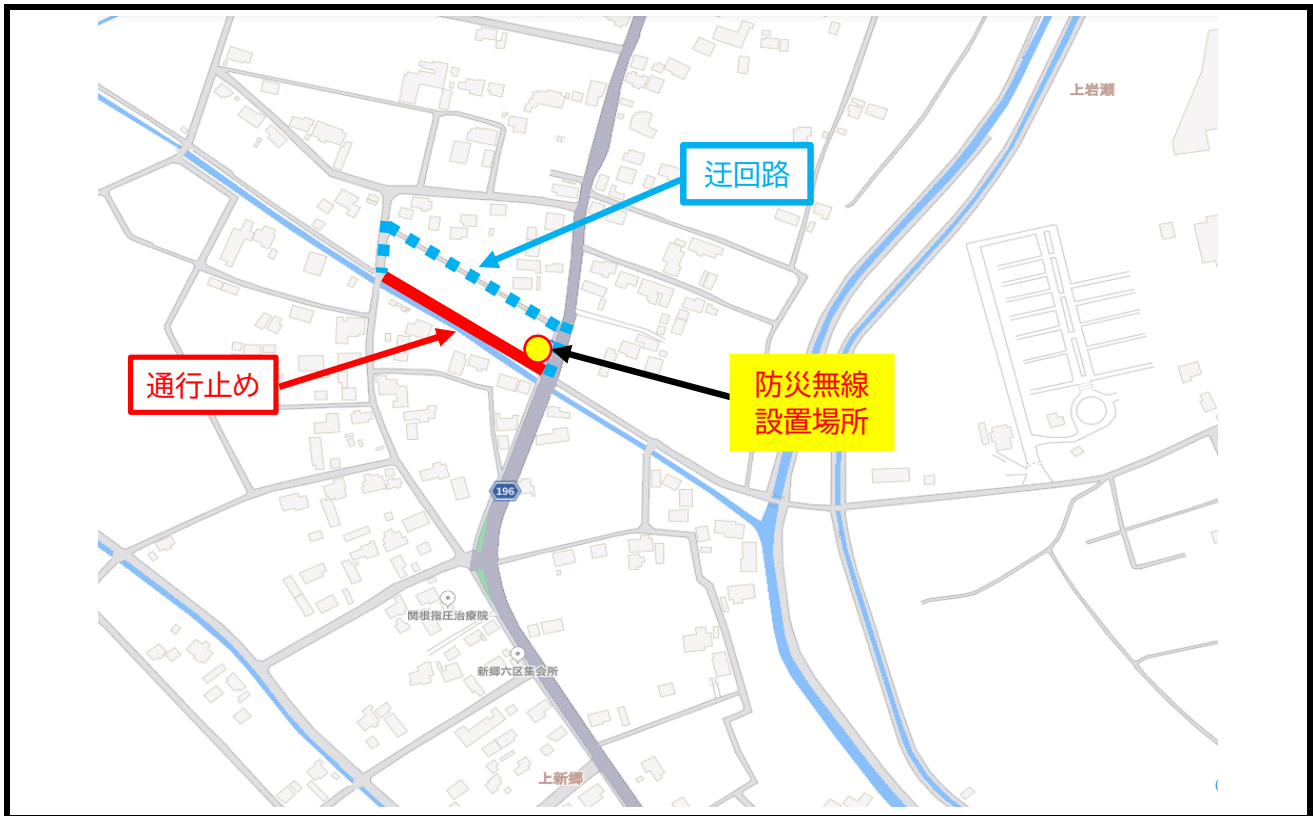 上岩瀬
迂回路
通行止め
防災無線
設置場所
196
関根指圧治療院
新郷六区集会所
上新郷